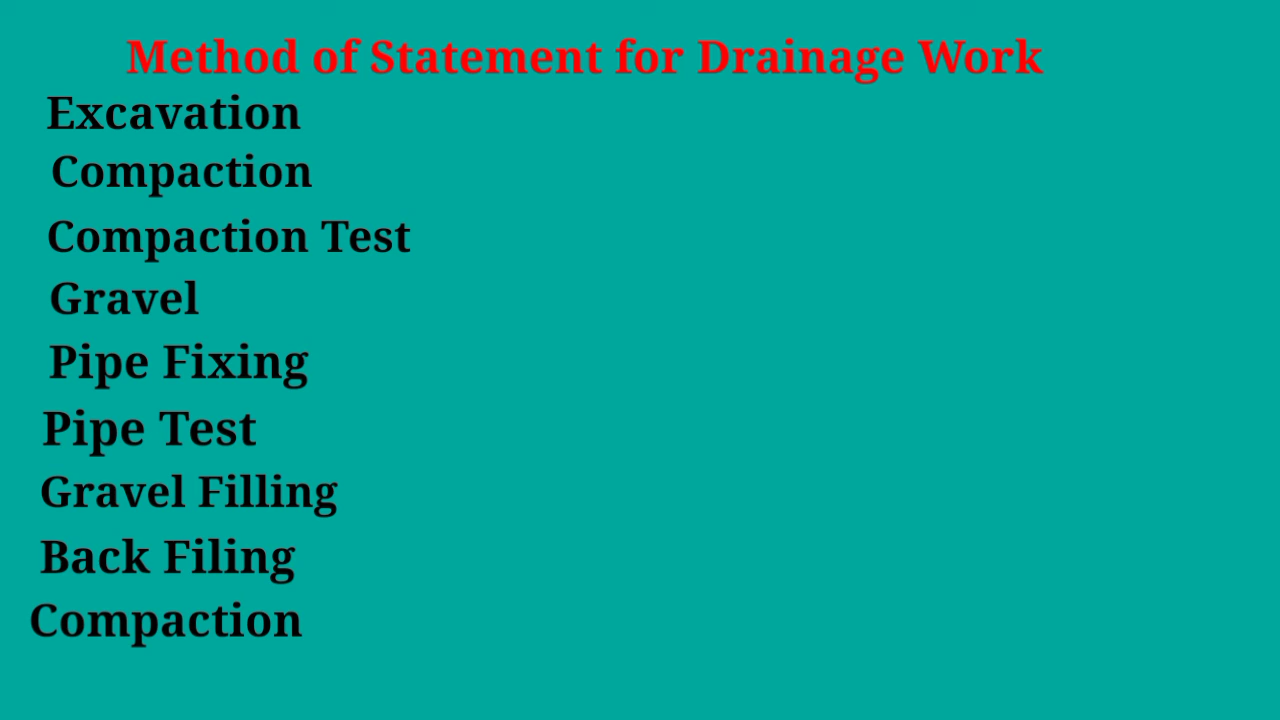 Method of Statement for Drainage Work
Excavation
Compaction
Compaction Test
Gravel
Pipe Fixing
Pipe Test
Gravel Filling
Back Filing
Compaction